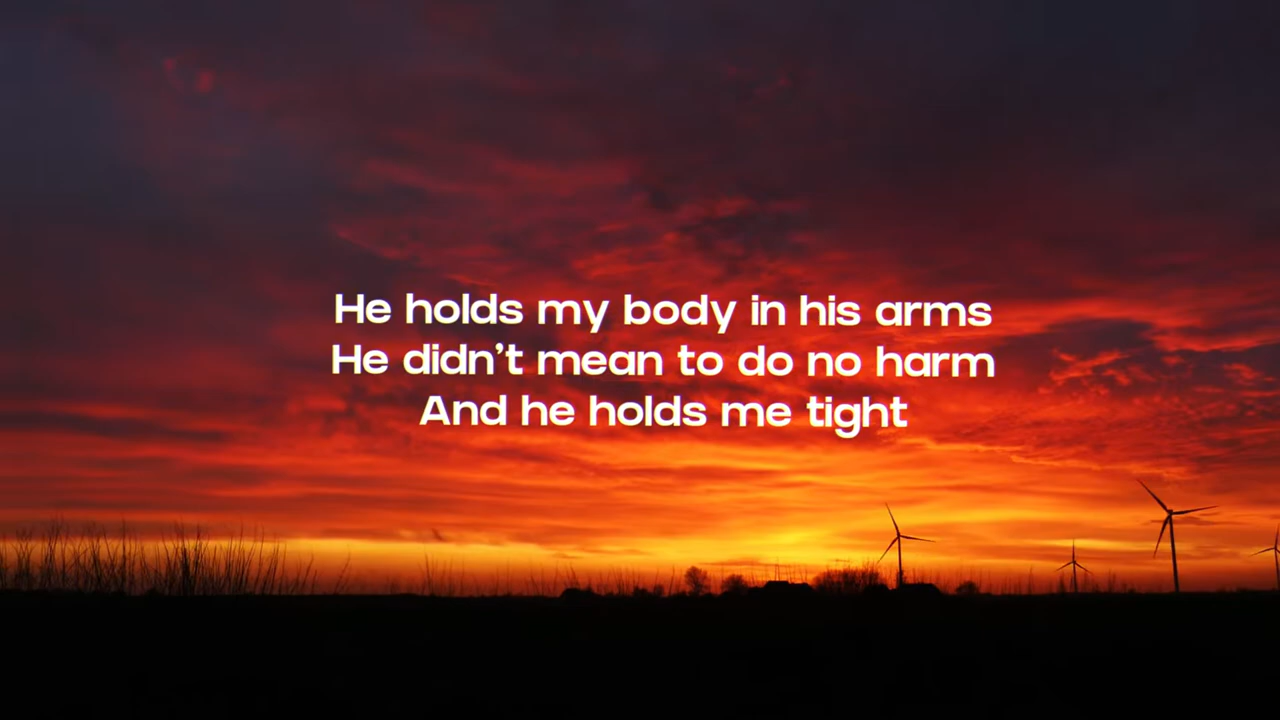 He holds my body in his arms
He didn't mean to do no harm
And he holds me tight